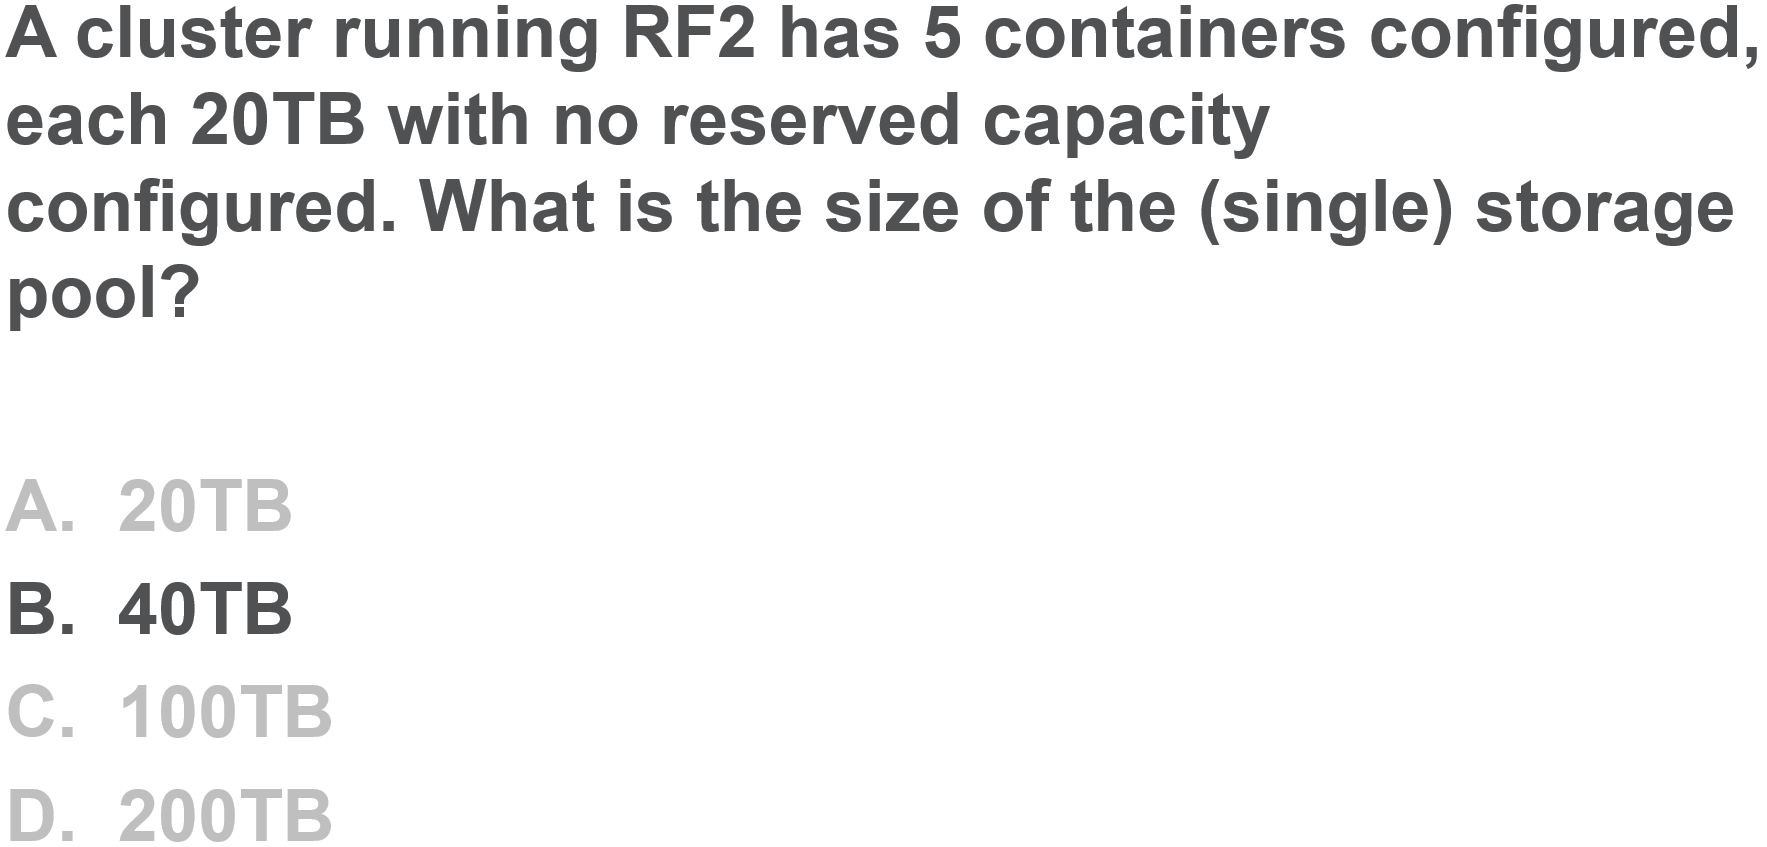 A cluster running RF2 has 5 containers configured,
each 20TB with no reserved capacity
configured. What is the size of the (single) storage
pool?
A. 20TB
B. 40TB
C. 100TB
D. 200TB